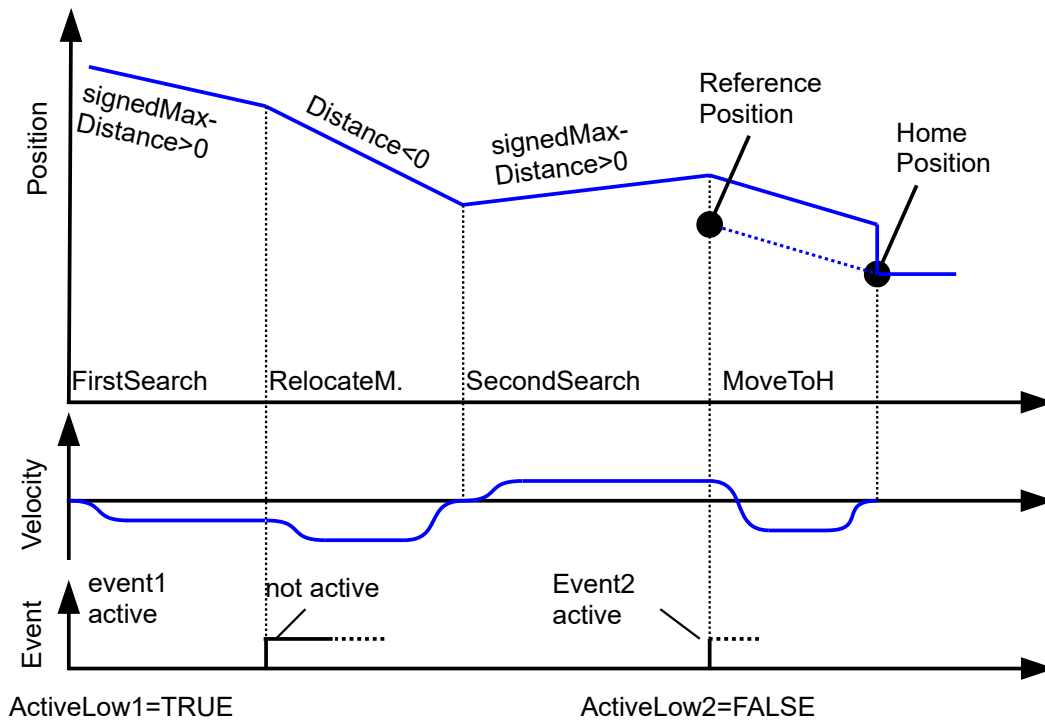 Position
signedMax-
Distance>0
Distance<0
signedMax-
Distance>0
Reference
Position
Home
Position
FirstSearch
RelocateM.
SecondSearch
MoveToH
Velocity
Event
event1
active
not active
Event2
active
ActiveLow1=TRUE
ActiveLow2=FALSE